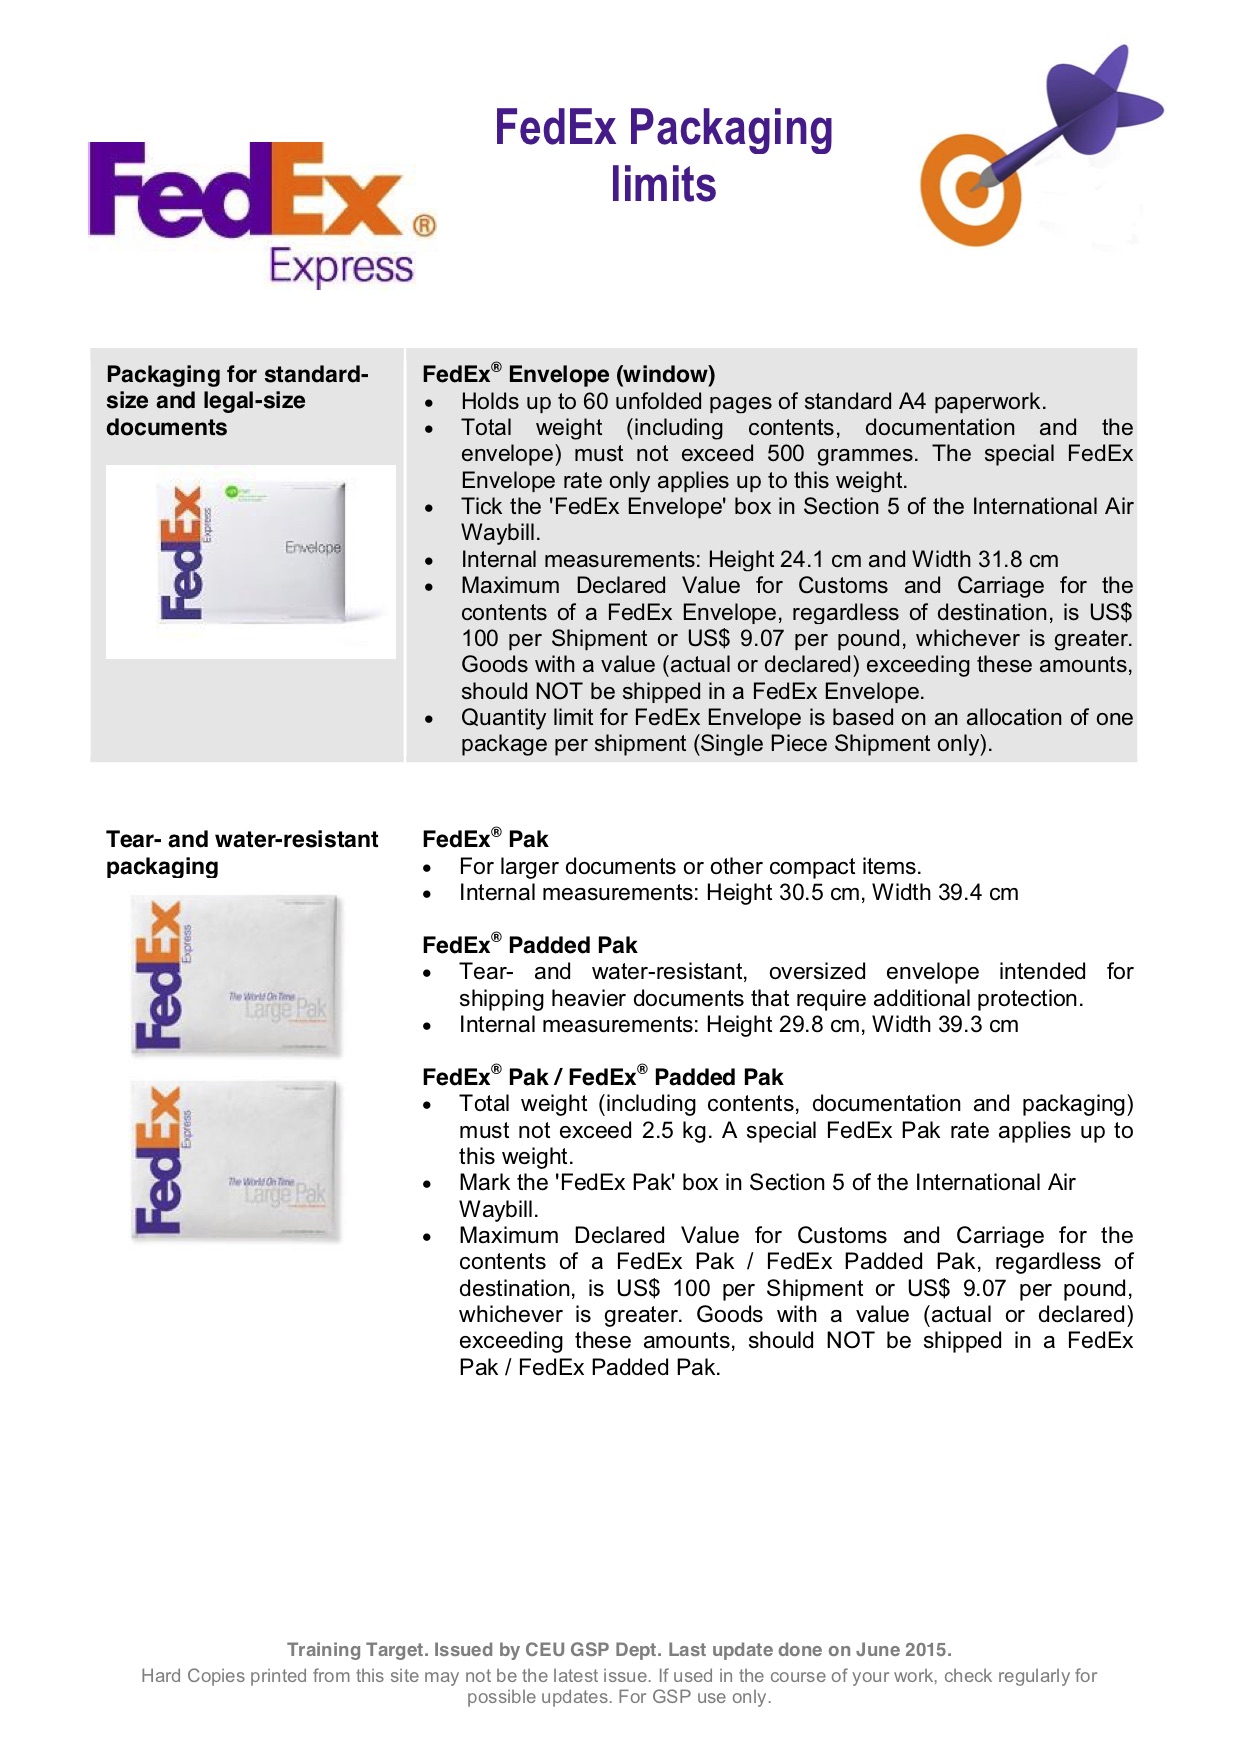 FedEx Packaging
limits
FedEx®
Express
Packaging for standard-
size and legal-size
documents
FedEx
Express
Envelope
FedEx® Envelope (window)
• Holds up to 60 unfolded pages of standard A4 paperwork.
• Total weight (including contents, documentation and the
envelope) must not exceed 500 grammes. The special FedEx
Envelope rate only applies up to this weight.
• Tick the 'FedEx Envelope' box in Section 5 of the International Air
Waybill.
• Internal measurements: Height 24.1 cm and Width 31.8 cm
• Maximum Declared Value for Customs and Carriage for the
contents of a FedEx Envelope, regardless of destination, is US$
100 per Shipment or US$ 9.07 per pound, whichever is greater.
Goods with a value (actual or declared) exceeding these amounts,
should NOT be shipped in a FedEx Envelope.
• Quantity limit for FedEx Envelope is based on an allocation of one
package per shipment (Single Piece Shipment only).
Tear- and water-resistant
packaging
FedEx
Express
The World On Time
Large Pak
FedEx
Express
The World On Time
Large Pak
FedEx® Pak
• For larger documents or other compact items.
• Internal measurements: Height 30.5 cm, Width 39.4 cm
FedEx® Padded Pak
• Tear- and water-resistant, oversized envelope intended for
shipping heavier documents that require additional protection.
• Internal measurements: Height 29.8 cm, Width 39.3 cm
FedEx® Pak / FedEx® Padded Pak
• Total weight (including contents, documentation and packaging)
must not exceed 2.5 kg. A special FedEx Pak rate applies up to
this weight.
• Mark the 'FedEx Pak' box in Section 5 of the International Air
Waybill.
• Maximum Declared Value for Customs and Carriage for the
contents of a FedEx Pak / FedEx Padded Pak, regardless of
destination, is US$ 100 per Shipment or US$ 9.07 per pound,
whichever is greater. Goods with a value (actual or declared)
exceeding these amounts, should NOT be shipped in a FedEx
Pak / FedEx Padded Pak.
Training Target. Issued by CEU GSP Dept. Last update done on June 2015.
Hard Copies printed from this site may not be the latest issue. If used in the course of your work, check regularly for
possible updates. For GSP use only.